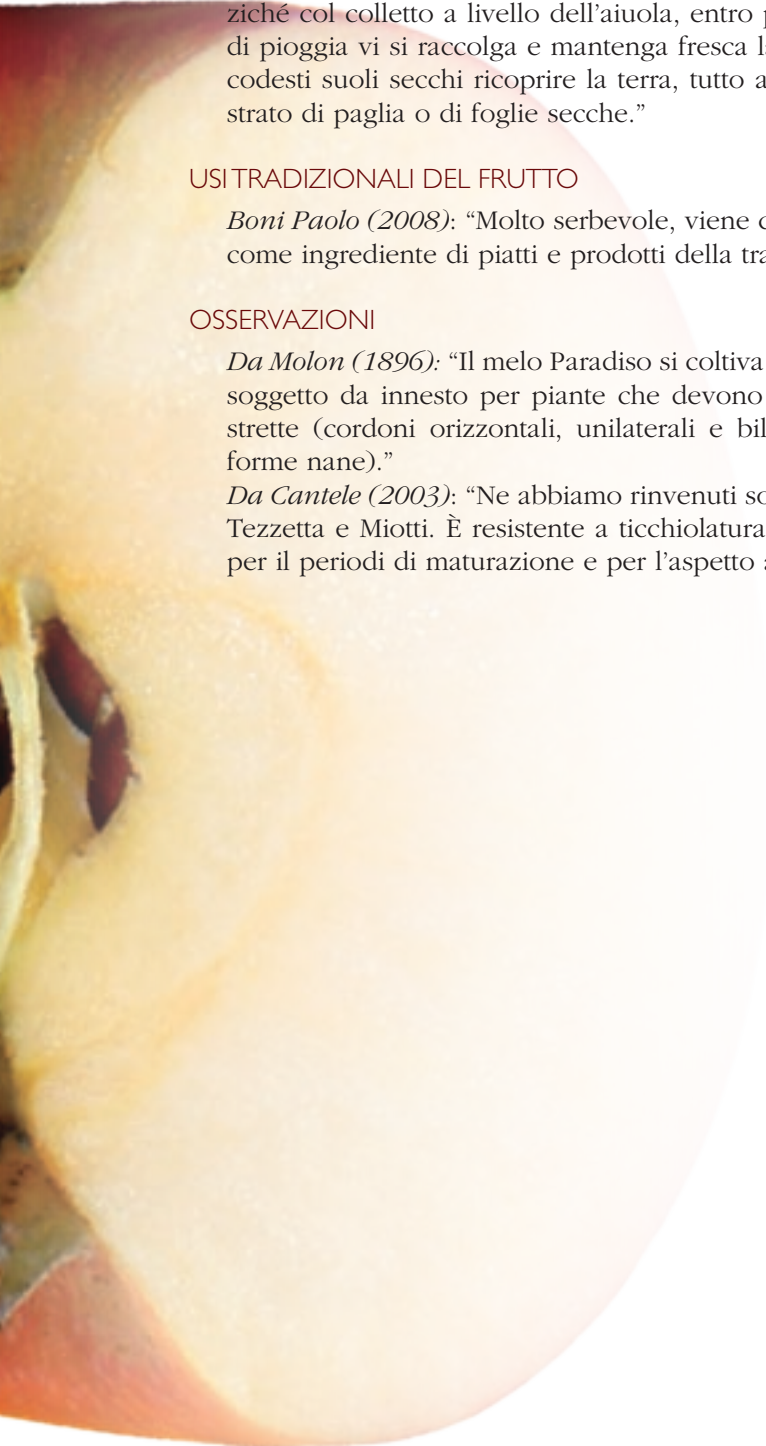 ziché col colletto a livello dell’aiuola, entro
di pioggia vi si raccolga e mantenga fresca
codesti suoli secchi ricoprire la terra, tutto
strato di paglia o di foglie secche.”
USI TRADIZIONALI DEL FRUTTO
Boni Paolo (2008): “Molto serbevole, viene
come ingrediente di piatti e prodotti della
OSSERVAZIONI
Da Molon (1896): “Il melo Paradiso si coltiva
soggetto da innesto per piante che devono
strette (cordoni orizzontali, unilaterali e
forme nane).”
Da Cantele (2003): “Ne abbiamo rinvenuti
Tezzetta e Miotti. È resistente a ticchiolatura
per il periodi di maturazione e per l’aspetto